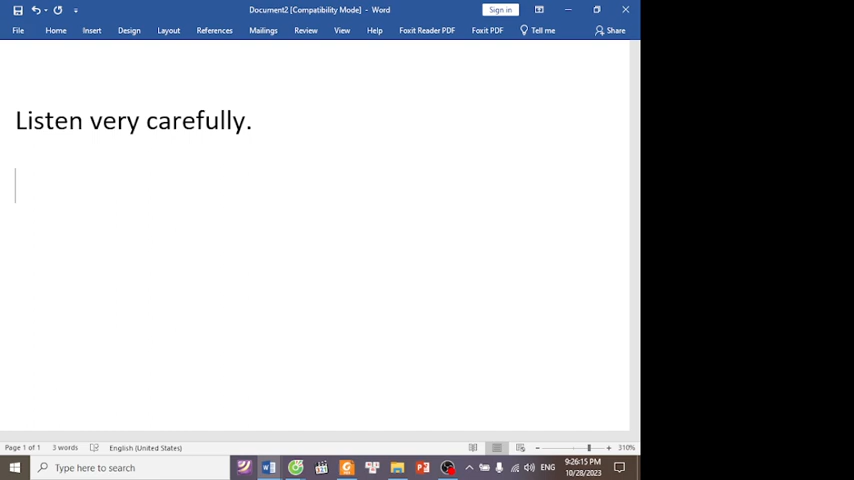 Document2 [Compatibility Mode] - Word
Sign in
File Home Insert Design Layout References Mailings Review View Help Foxit Reader PDF Foxit PDF Tell me Share
Listen very carefully.
Page 1 of 1 3 words English (United States) 310%
Type here to search
ENG
9:26:15 PM
10/28/2023